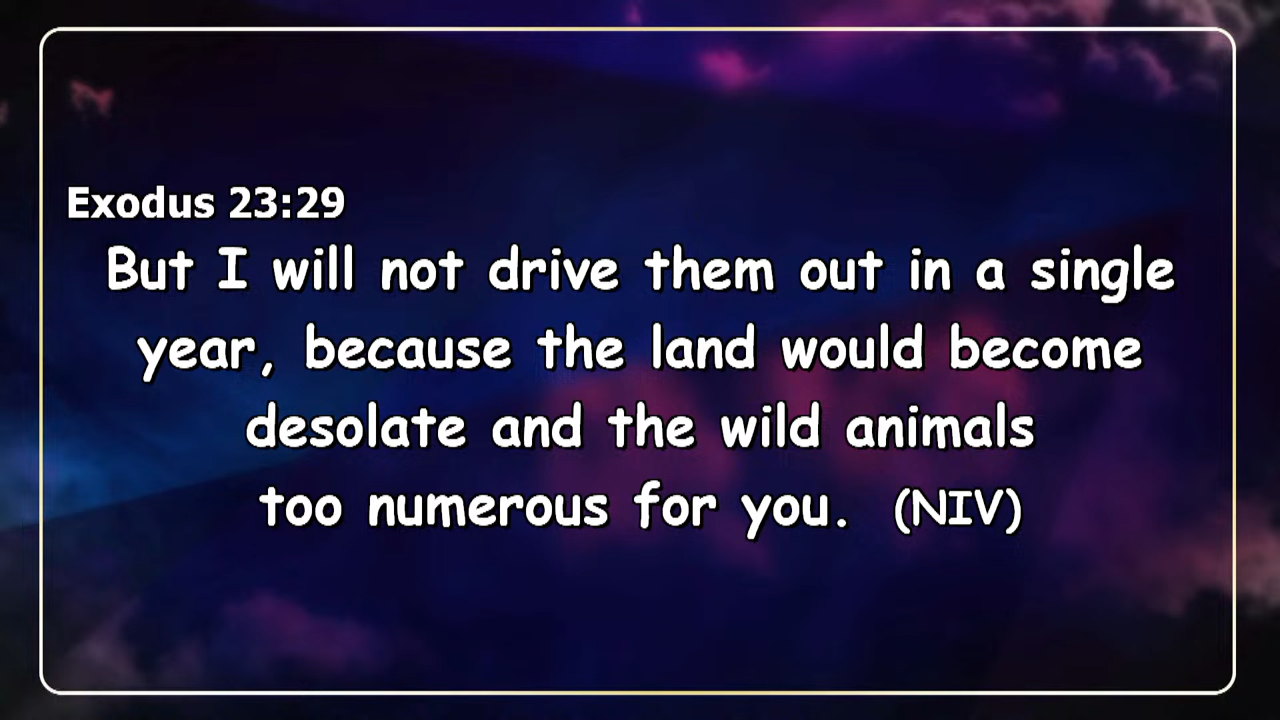 Exodus 23:29
But I will not drive them out in a single
year, because the land would become
desolate and the wild animals
too numerous for you. (NIV)